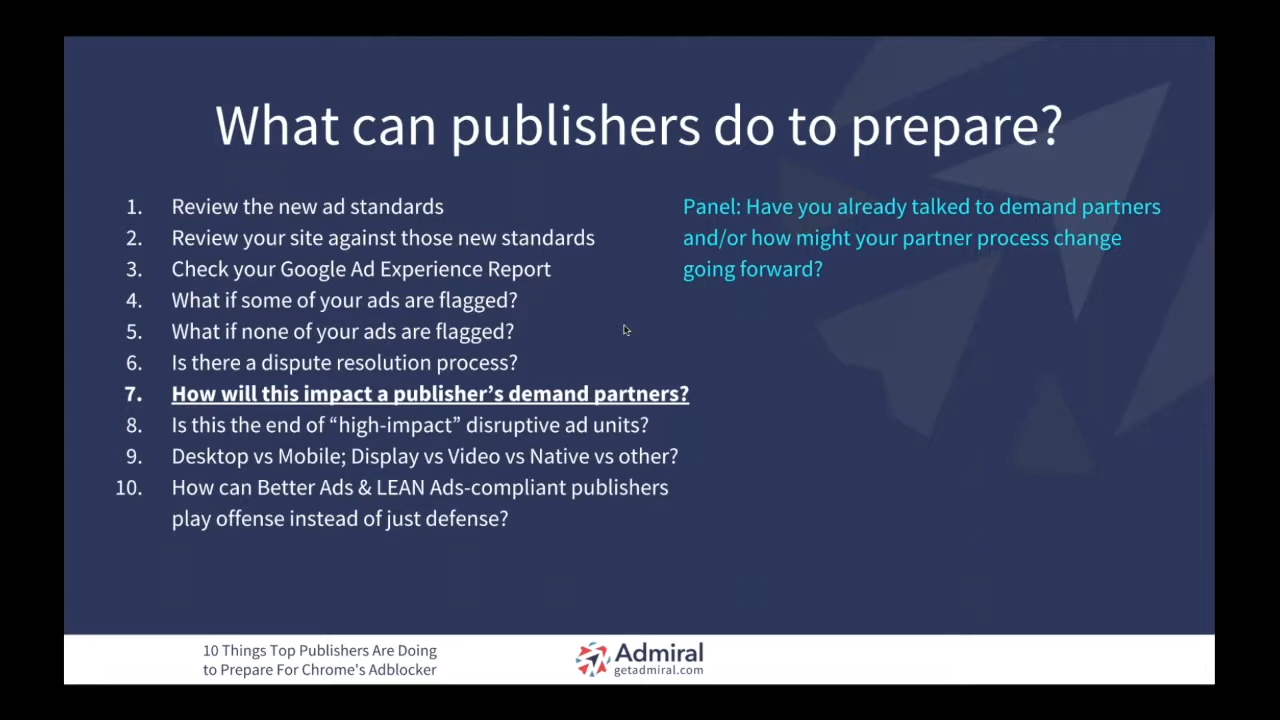 What can publishers do to prepare?
1. Review the new ad standards
2. Review your site against those new standards
3. Check your Google Ad Experience Report
4. What if some of your ads are flagged?
5. What if none of your ads are flagged?
6. Is there a dispute resolution process?
7. How will this impact a publisher’s demand partners?
8. Is this the end of “high-impact” disruptive ad units?
9. Desktop vs Mobile; Display vs Video vs Native vs other?
10. How can Better Ads & LEAN Ads-compliant publishers
play offense instead of just defense?
Panel: Have you already talked to demand partners
and/or how might your partner process change
going forward?
10 Things Top Publishers Are Doing
to Prepare For Chrome's Adblocker
Admiral
getadmiral.com